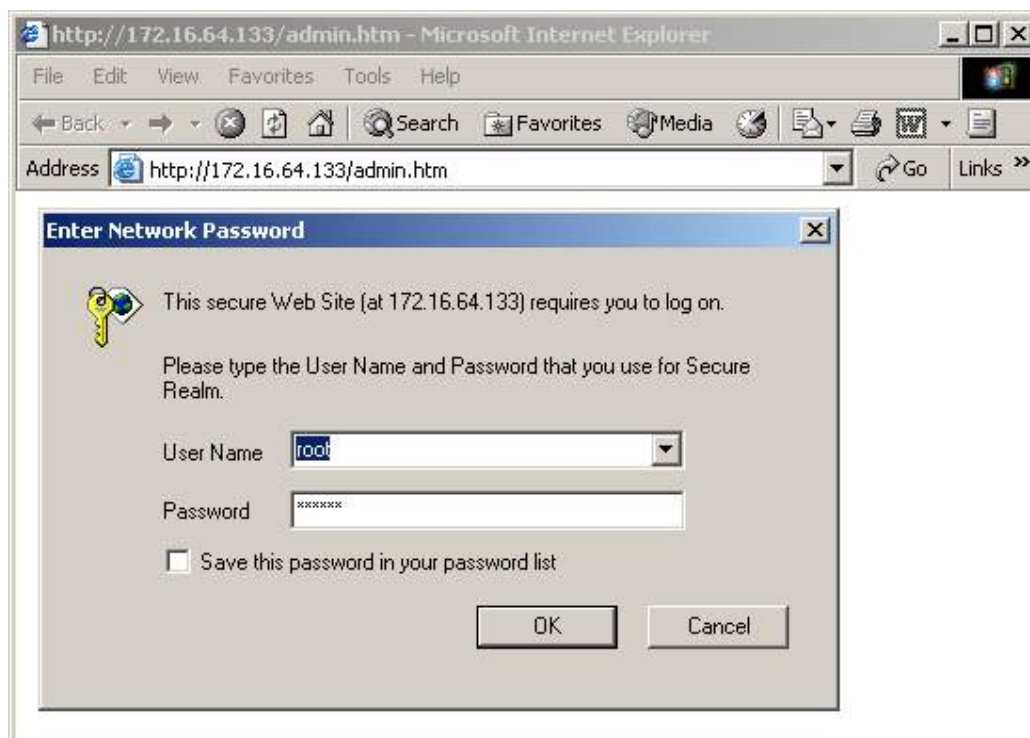 http://172.16.64.133/admin.htm - Microsoft Internet Explorer
File Edit View Favorites Tools Help
Back Search Favorites Media
Address http://172.16.64.133/admin.htm Go Links »
Enter Network Password
This secure Web Site (at 172.16.64.133) requires you to log on.
Please type the User Name and Password that you use for Secure
Realm.
User Name root
Password ××××××
Save this password in your password list
OK Cancel